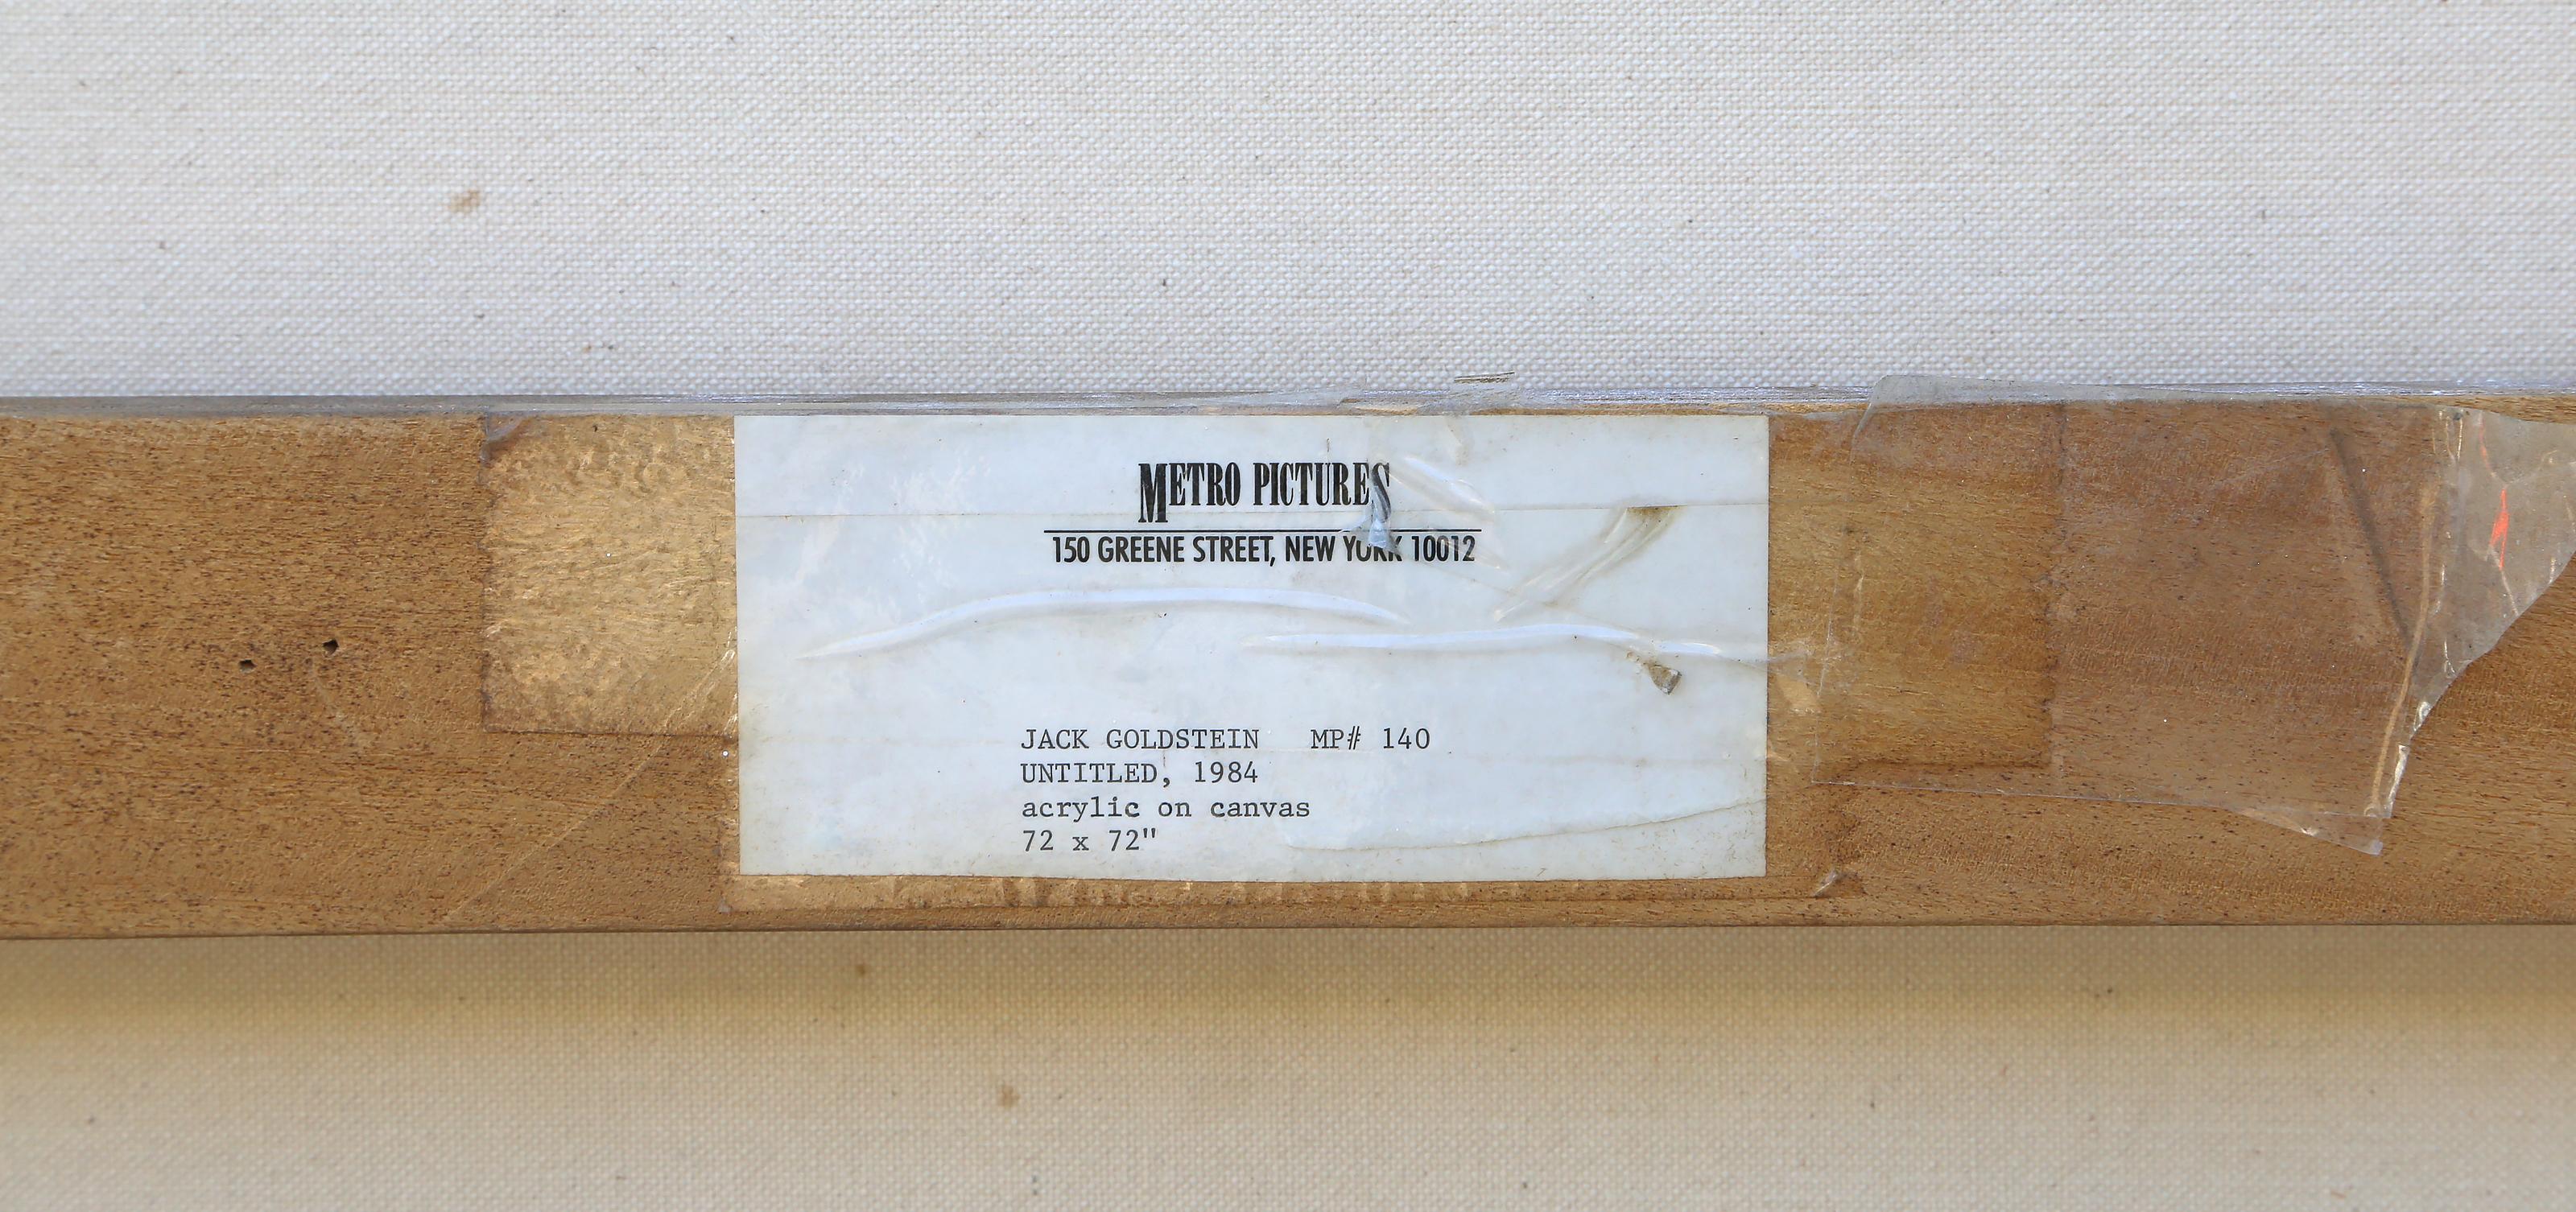 METRO PICTURES
150 GREENE STREET, NEW YORK 10012
JACK GOLDSTEIN MP# 140
UNTITLED, 1984
acrylic on canvas
72 x 72"